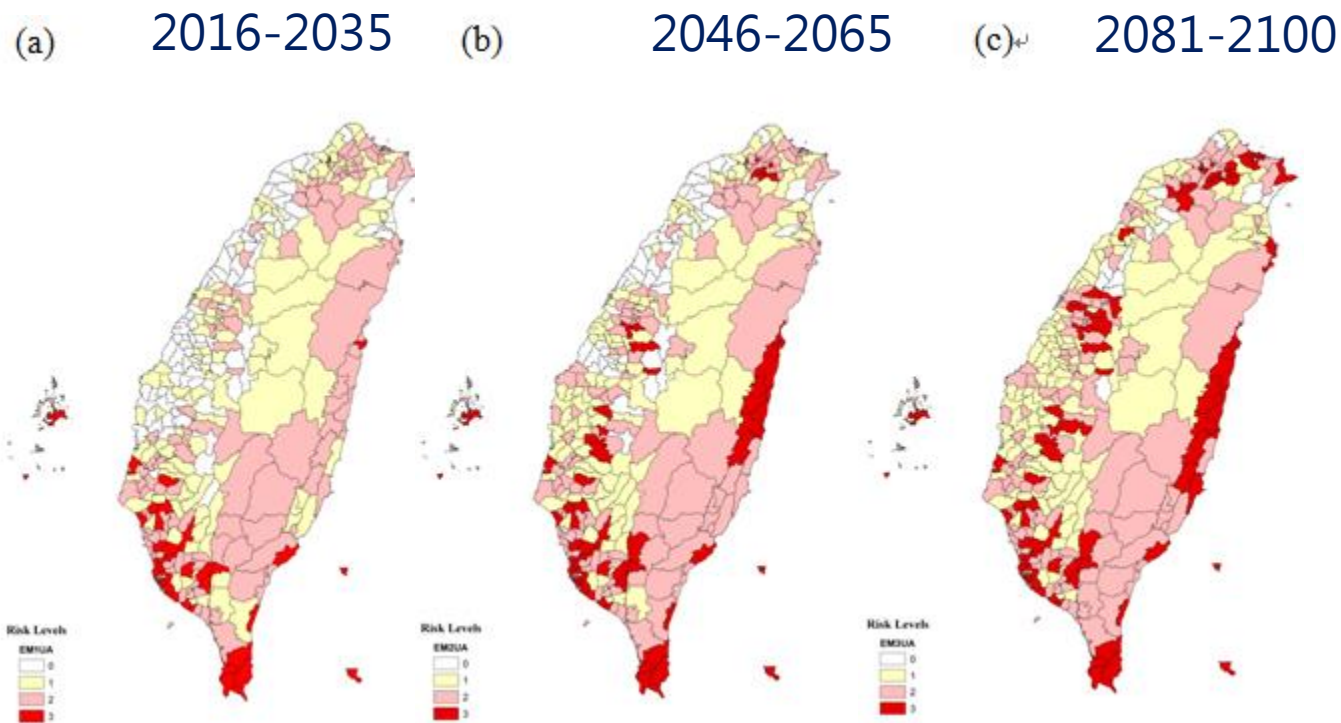 (a) 2016-2035
(b) 2046-2065
(c)↵ 2081-2100
Risk Levels
EM1UA
0
1
2
3
Risk Levels
EM2UA
0
1
2
3
Risk Levels
EM3UA
0
1
2
3